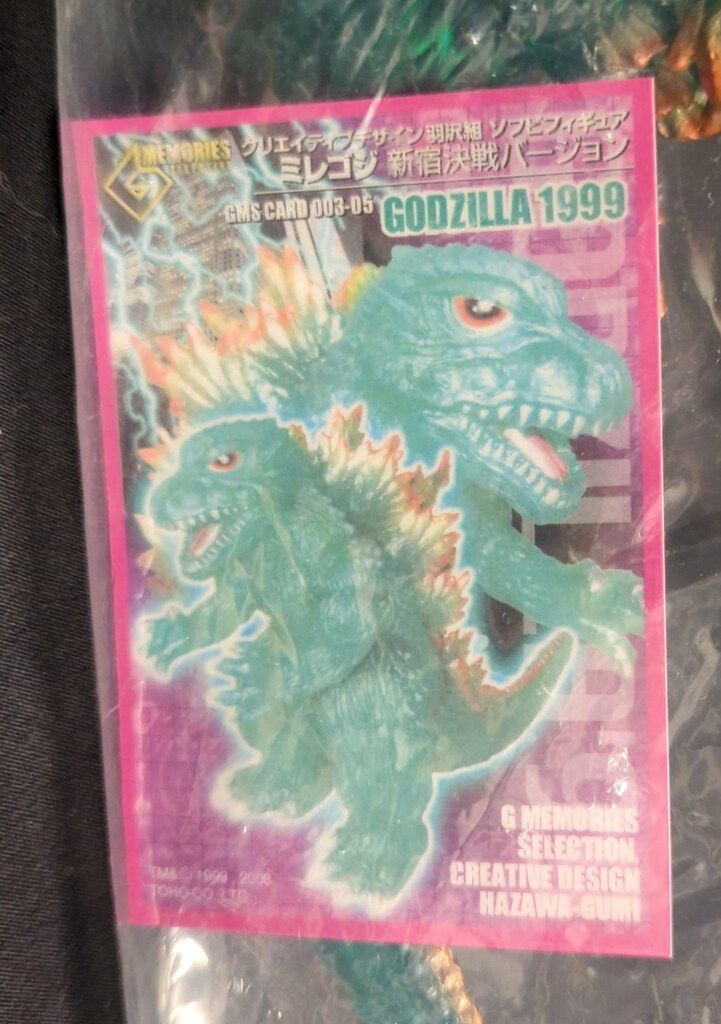 G MEMORIES
クリエイティブデザイン 羽沢組 ソフビフィギュア
ミレゴジ 新宿決戦バージョン
GMS CARD 003-05 GODZILLA 1999
G MEMORIES
SELECTION,
CREATIVE DESIGN
HAZAWA-GUMI
TM&© 1999, 2008
TOHO CO., LTD.